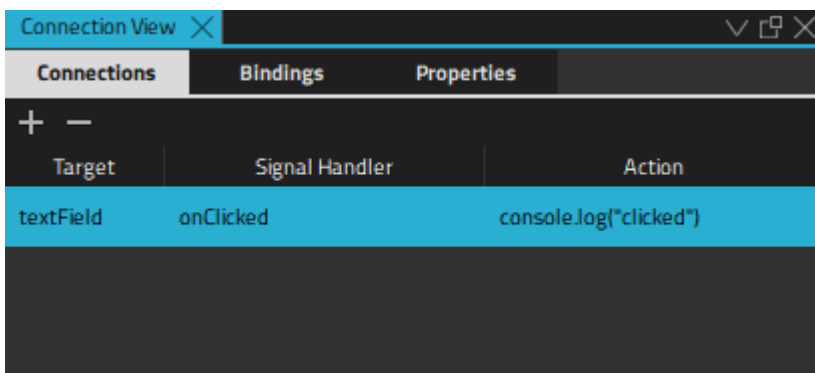 Connection View
Connections Bindings Properties
Target Signal Handler Action
textField onClicked console.log("clicked")